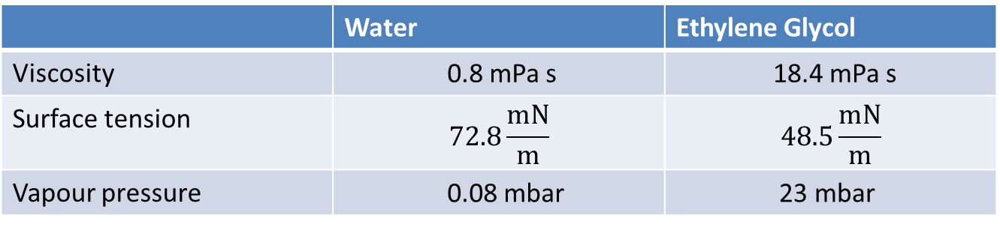 Water Ethylene Glycol
Viscosity 0.8 mPa s 18.4 mPa s
Surface tension 72.8 mN/m 48.5 mN/m
Vapour pressure 0.08 mbar 23 mbar